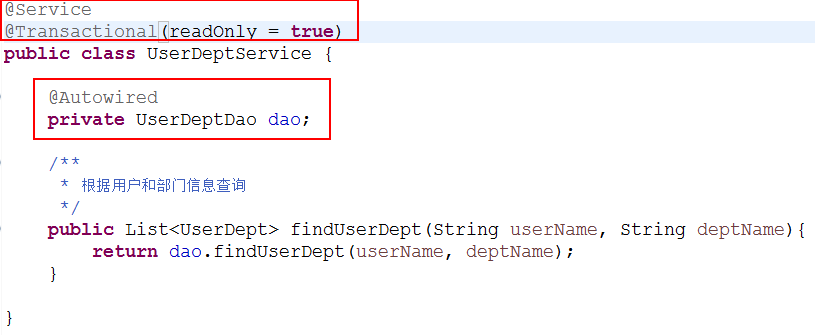 @Service
@Transactional(readOnly = true)
public class UserDeptService {
@Autowired
private UserDeptDao dao;
/**
* 根据用户和部门信息查询
*/
public List<UserDept> findUserDept(String userName, String deptName){
return dao.findUserDept(userName, deptName);
}
}